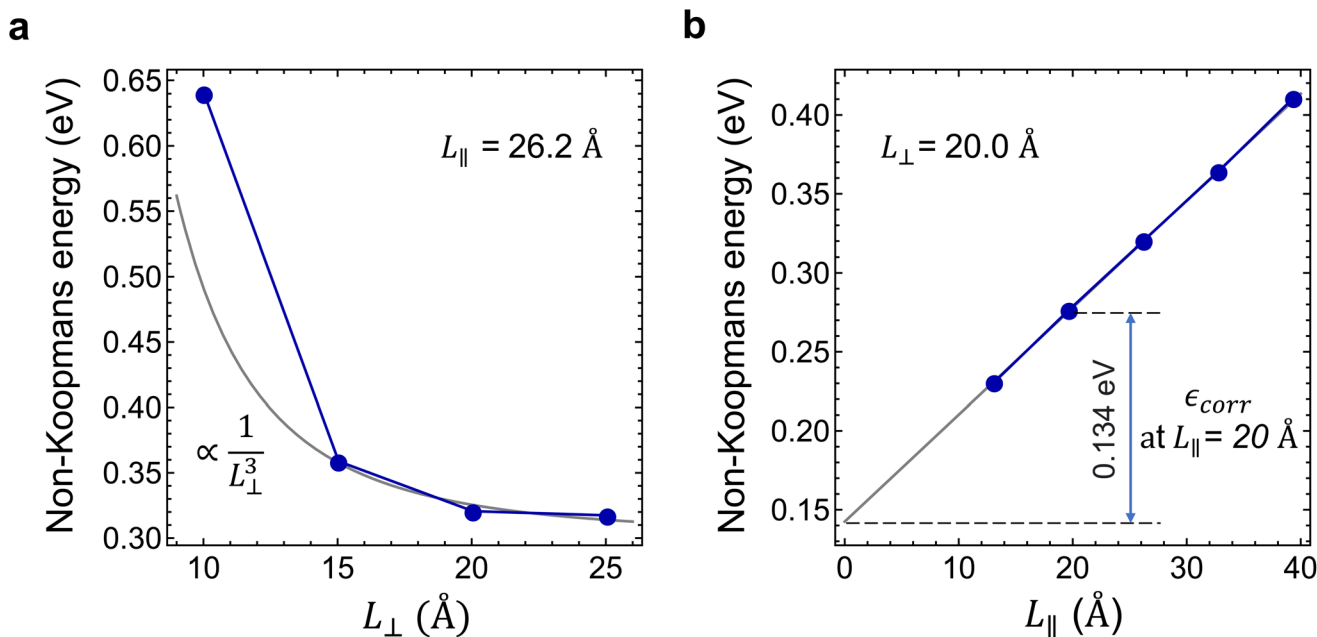 a
Non-Koopmans energy (eV)
0.65
0.60
0.55
0.50
0.45
0.40
0.35
0.30
L∥ = 26.2 Å
∝ 1/L⊥³
10 15 20 25
L⊥ (Å)
b
Non-Koopmans energy (eV)
0.40
0.35
0.30
0.25
0.20
0.15
L⊥= 20.0 Å
0.134 eV
ϵcorr
at L∥ = 20 Å
0 10 20 30 40
L∥ (Å)